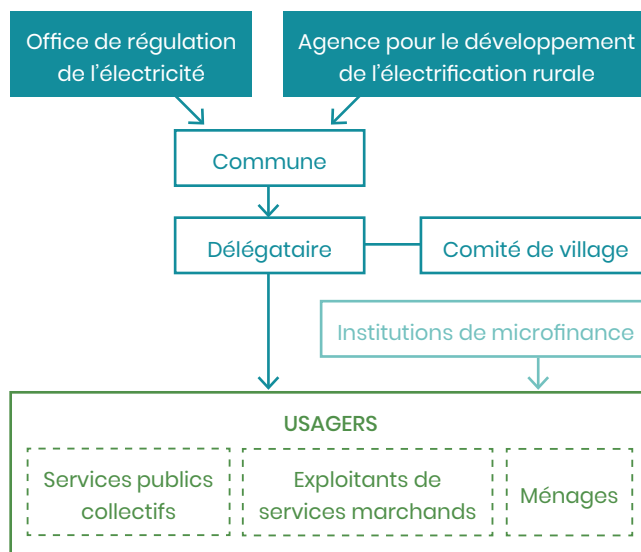 Office de régulation
de l’électricité
Agence pour le développement
de l’électrification rurale
Commune
Délégataire
Comité de village
Institutions de microfinance
USAGERS
Services publics
collectifs
Exploitants de
services marchands
Ménages